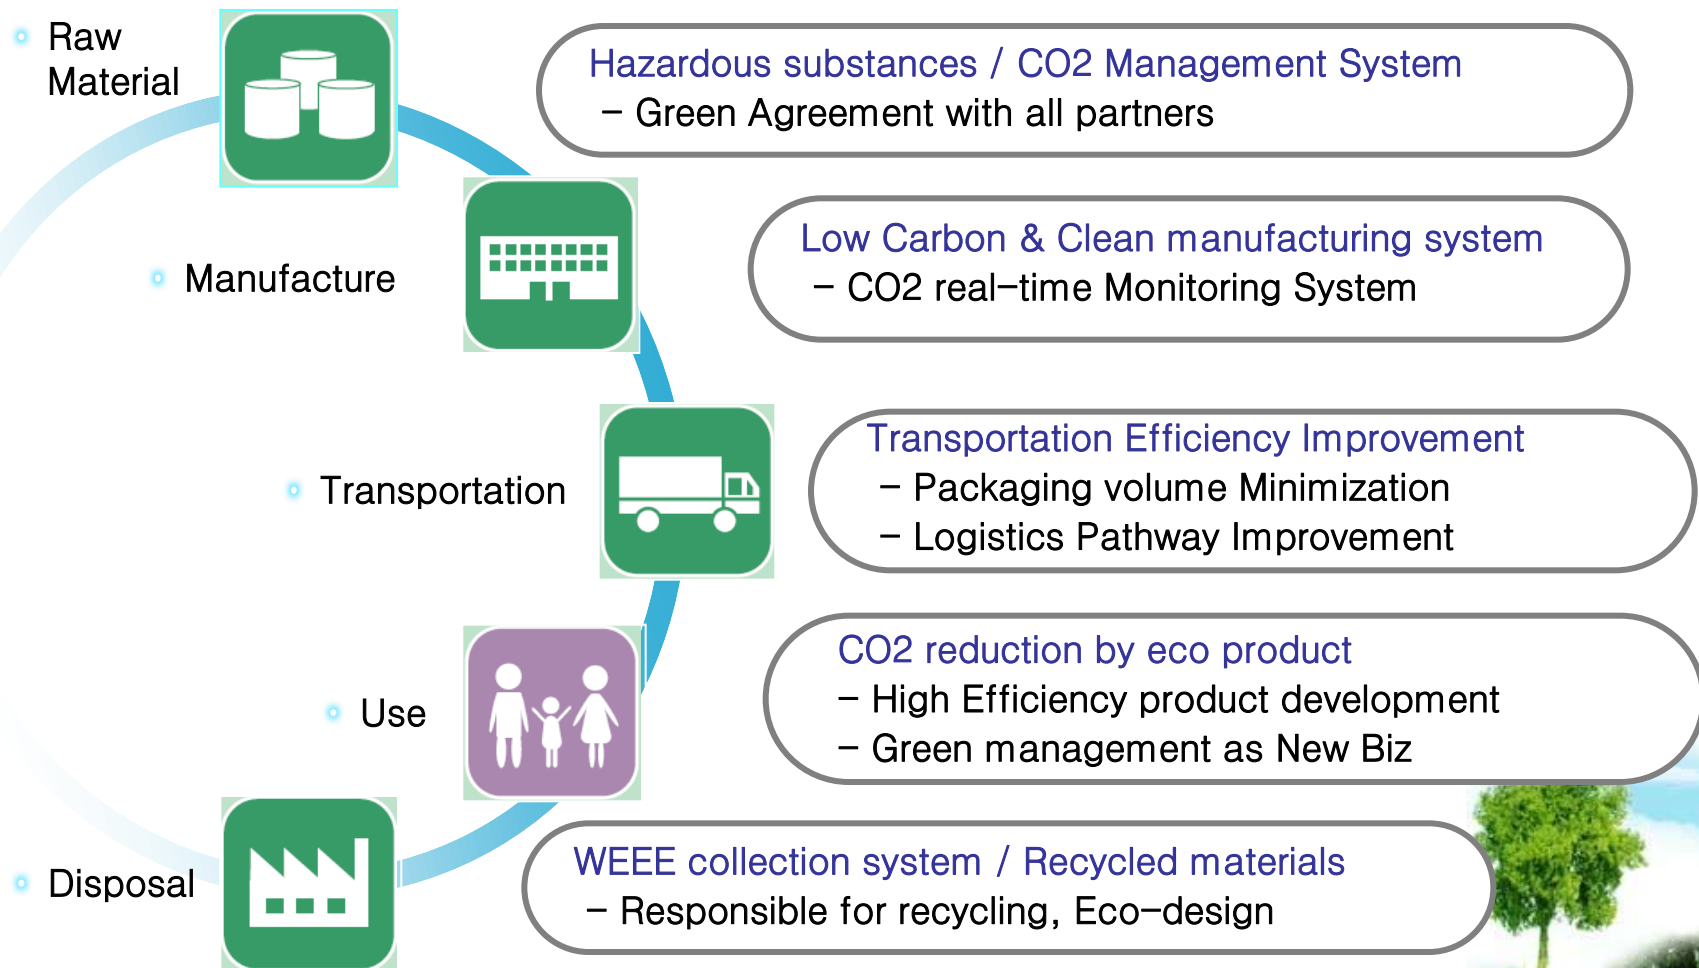 Raw
Material
Hazardous substances / CO2 Management System
- Green Agreement with all partners
Manufacture
Low Carbon & Clean manufacturing system
- CO2 real-time Monitoring System
Transportation
Transportation Efficiency Improvement
- Packaging volume Minimization
- Logistics Pathway Improvement
Use
CO2 reduction by eco product
- High Efficiency product development
- Green management as New Biz
Disposal
WEEE collection system / Recycled materials
- Responsible for recycling, Eco-design